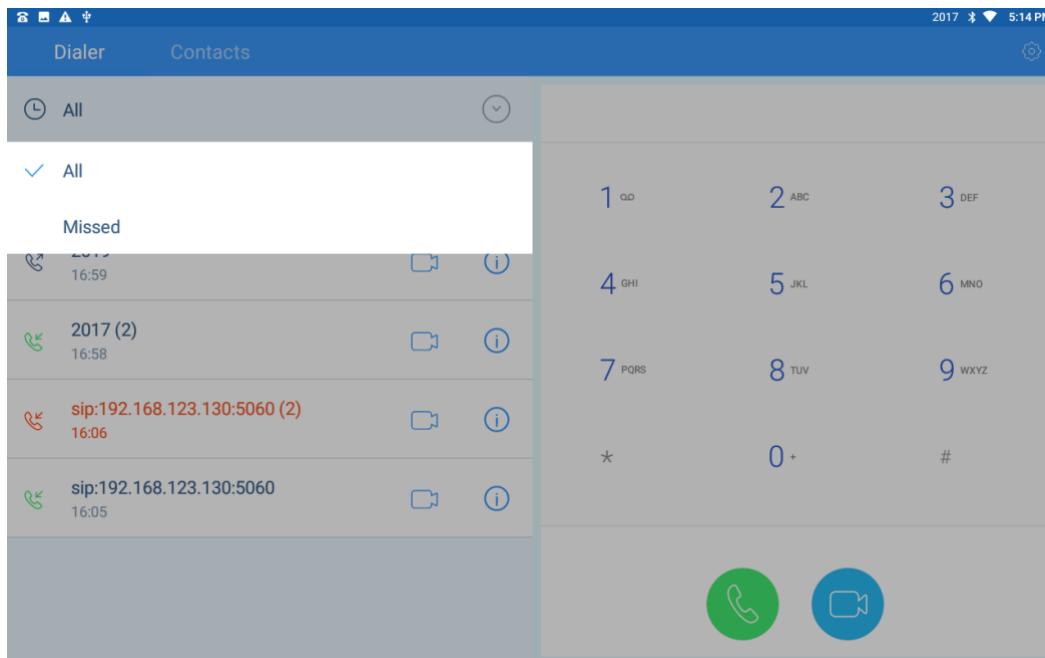 2017 5:14 PM
Dialer Contacts
All
All
Missed
16:59
2017 (2)
16:58
sip:192.168.123.130:5060 (2)
16:06
sip:192.168.123.130:5060
16:05
1
2 ABC
3 DEF
4 GHI
5 JKL
6 MNO
7 PQRS
8 TUV
9 WXYZ
*
0 +
#